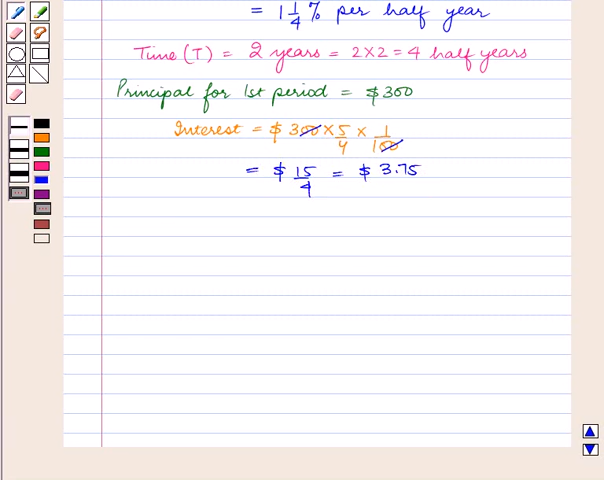 = 1 1/4 % per half year
Time (T) = 2 years = 2×2 = 4 half years
Principal for 1st period = $300
Interest = $ 300 × 5/4 × 1/100
= $ 15/4 = $ 3.75